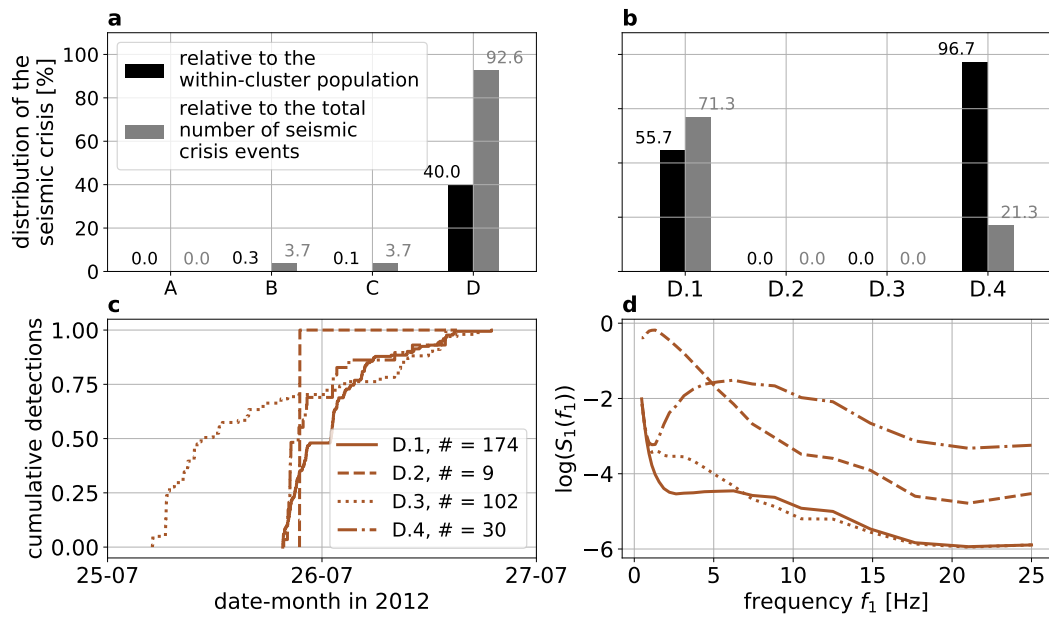 a
distribution of the
seismic crisis [%]
100
80
60
40
20
0
relative to the
within-cluster population
relative to the total
number of seismic
crisis events
0.0
0.0
0.3
3.7
0.1
3.7
40.0
92.6
A
B
C
D
b
55.7
71.3
0.0
0.0
0.0
0.0
96.7
21.3
D.1
D.2
D.3
D.4
c
cumulative detections
1.00
0.75
0.50
0.25
0.00
D.1, # = 174
D.2, # = 9
D.3, # = 102
D.4, # = 30
25-07
26-07
27-07
date-month in 2012
d
log(S₁(f₁))
0
−2
−4
−6
0
5
10
15
20
25
frequency f₁ [Hz]